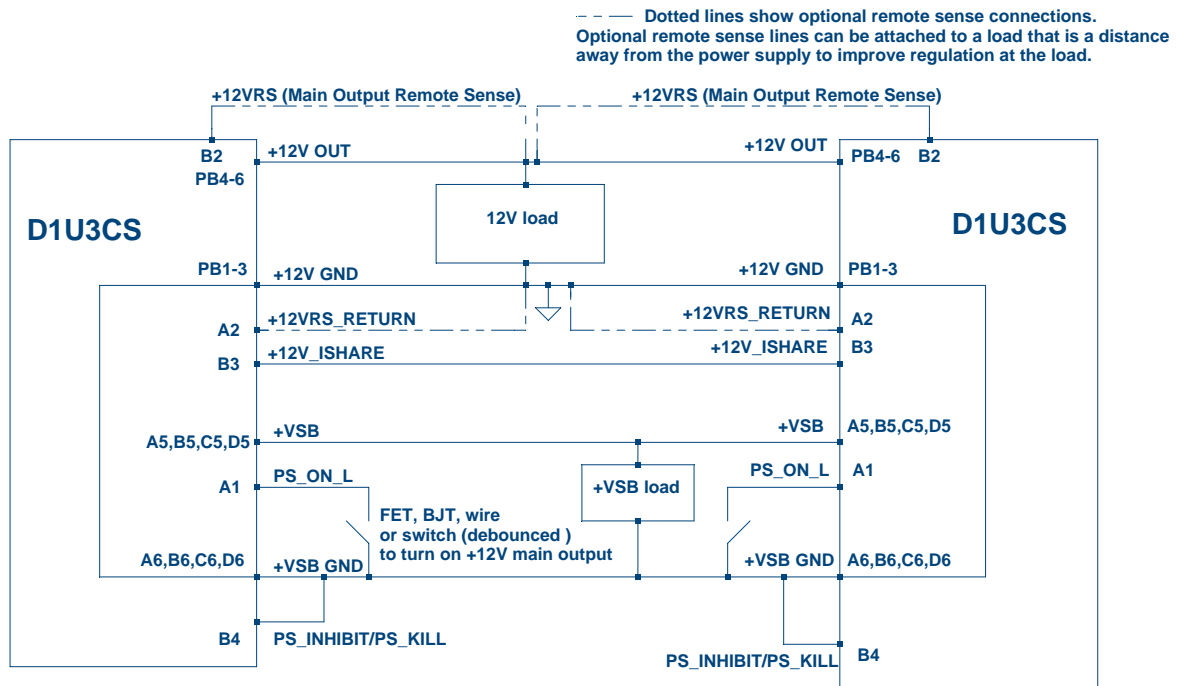 Dotted lines show optional remote sense connections.
Optional remote sense lines can be attached to a load that is a distance
away from the power supply to improve regulation at the load.
+12VRS (Main Output Remote Sense)
+12VRS (Main Output Remote Sense)
B2
+12V OUT
+12V OUT
PB4-6
B2
PB4-6
D1U3CS
12V load
D1U3CS
PB1-3
+12V GND
+12V GND
PB1-3
A2
+12VRS_RETURN
+12VRS_RETURN
A2
B3
+12V_ISHARE
+12V_ISHARE
B3
A5,B5,C5,D5
+VSB
+VSB
A5,B5,C5,D5
A1
PS_ON_L
+VSB load
PS_ON_L
A1
FET, BJT, wire
or switch (debounced )
to turn on +12V main output
A6,B6,C6,D6
+VSB GND
+VSB GND
A6,B6,C6,D6
B4
PS_INHIBIT/PS_KILL
PS_INHIBIT/PS_KILL
B4